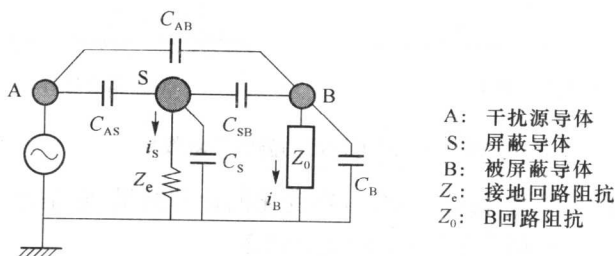 C_AB
A
S
B
C_AS
C_SB
i_S
C_S
Z_0
Z_e
i_B
C_B
A：干扰源导体
S：屏蔽导体
B：被屏蔽导体
Z_e：接地回路阻抗
Z_0：B回路阻抗